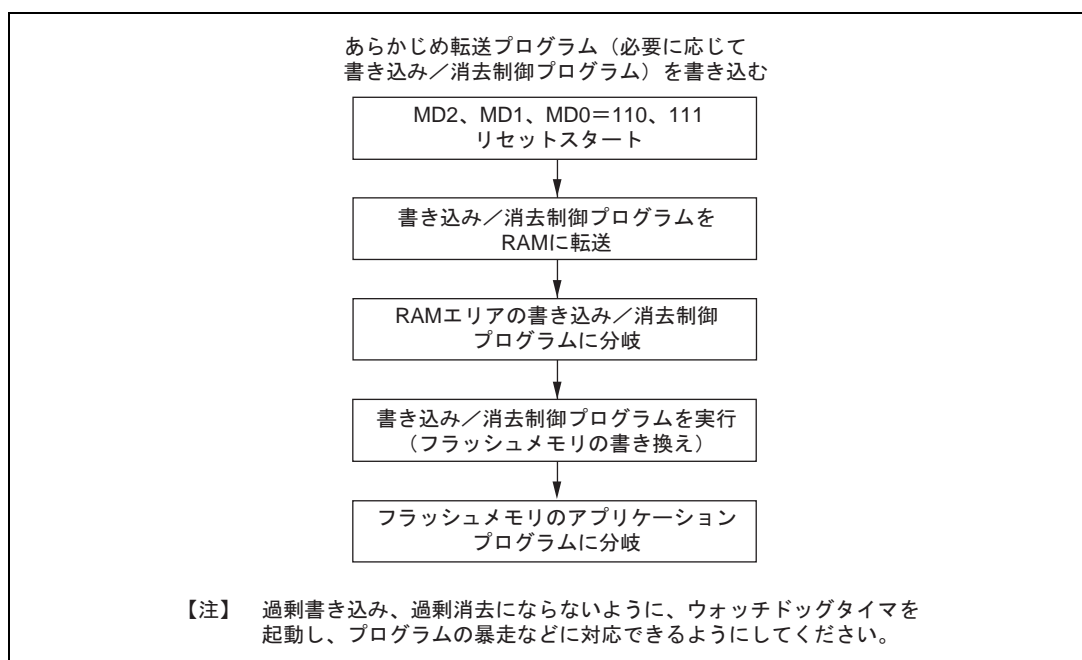 あらかじめ転送プログラム（必要に応じて
書き込み／消去制御プログラム）を書き込む
MD2、MD1、MD0＝110、111
リセットスタート
書き込み／消去制御プログラムを
RAMに転送
RAMエリアの書き込み／消去制御
プログラムに分岐
書き込み／消去制御プログラムを実行
（フラッシュメモリの書き換え）
フラッシュメモリのアプリケーション
プログラムに分岐
【注】　過剰書き込み、過剰消去にならないように、ウォッチドッグタイマを
起動し、プログラムの暴走などに対応できるようにしてください。